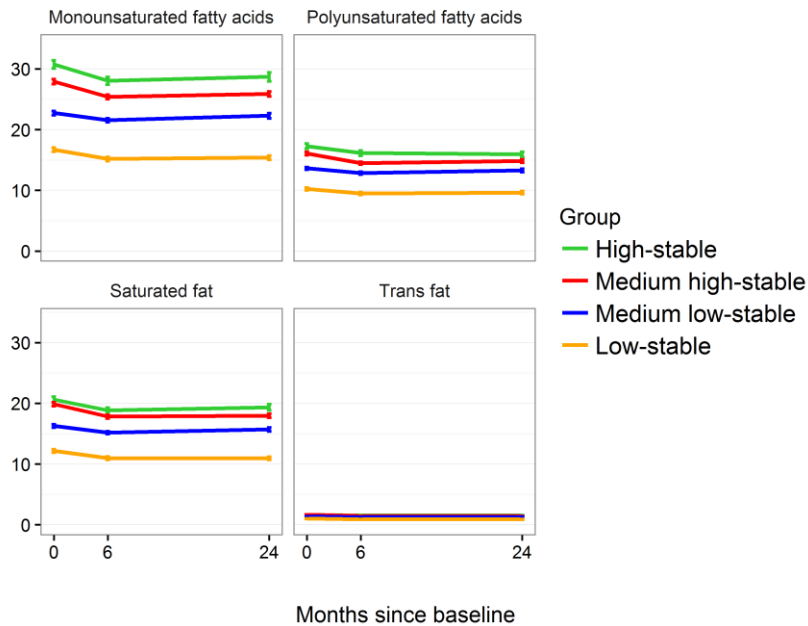 Monounsaturated fatty acids
Polyunsaturated fatty acids
30
20
10
0
Group
High-stable
Medium high-stable
Medium low-stable
Low-stable
Saturated fat
Trans fat
30
20
10
0
0 6 24
0 6 24
Months since baseline